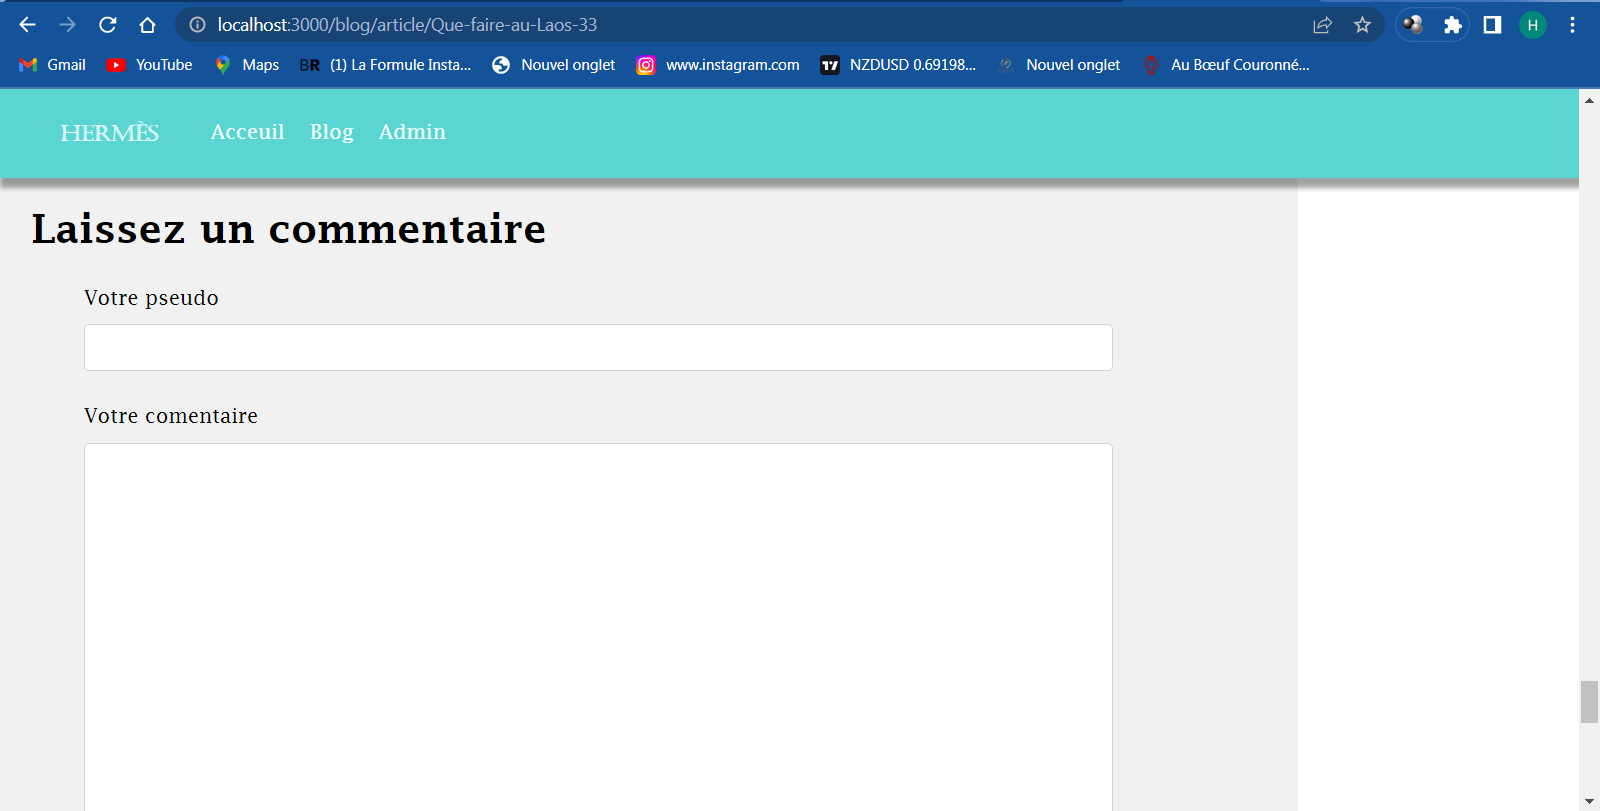 localhost:3000/blog/article/Que-faire-au-Laos-33
H
Gmail YouTube Maps BR (1) La Formule Insta... Nouvel onglet www.instagram.com NZDUSD 0.69198... Nouvel onglet Au Bœuf Couronné...
HERMÈS Acceuil Blog Admin
Laissez un commentaire
Votre pseudo
Votre comentaire